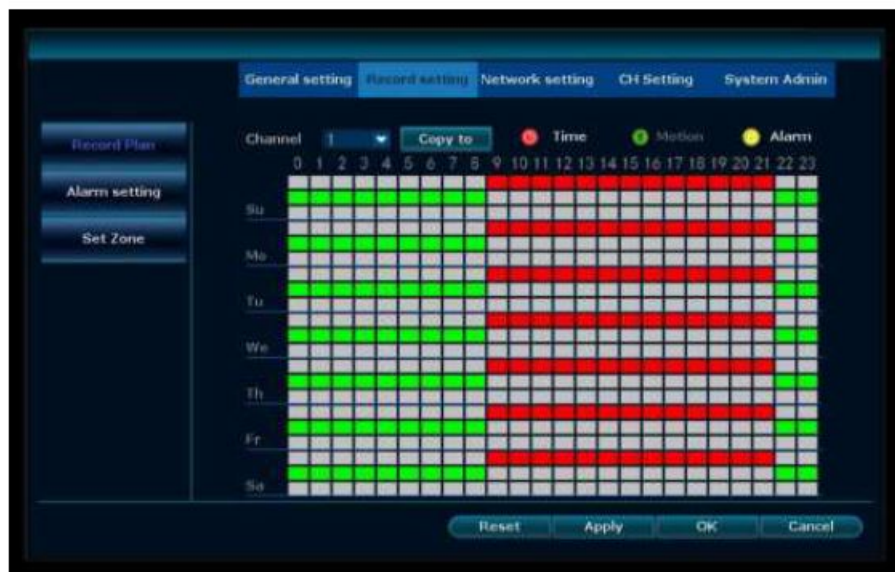 General setting Record setting Network setting CH Setting System Admin
Record Plan
Alarm setting
Set Zone
Channel 1 Copy to Time Motion Alarm
0 1 2 3 4 5 6 7 8 9 10 11 12 13 14 15 16 17 18 19 20 21 22 23
Su
Mo
Tu
We
Th
Fr
Sa
Reset Apply OK Cancel